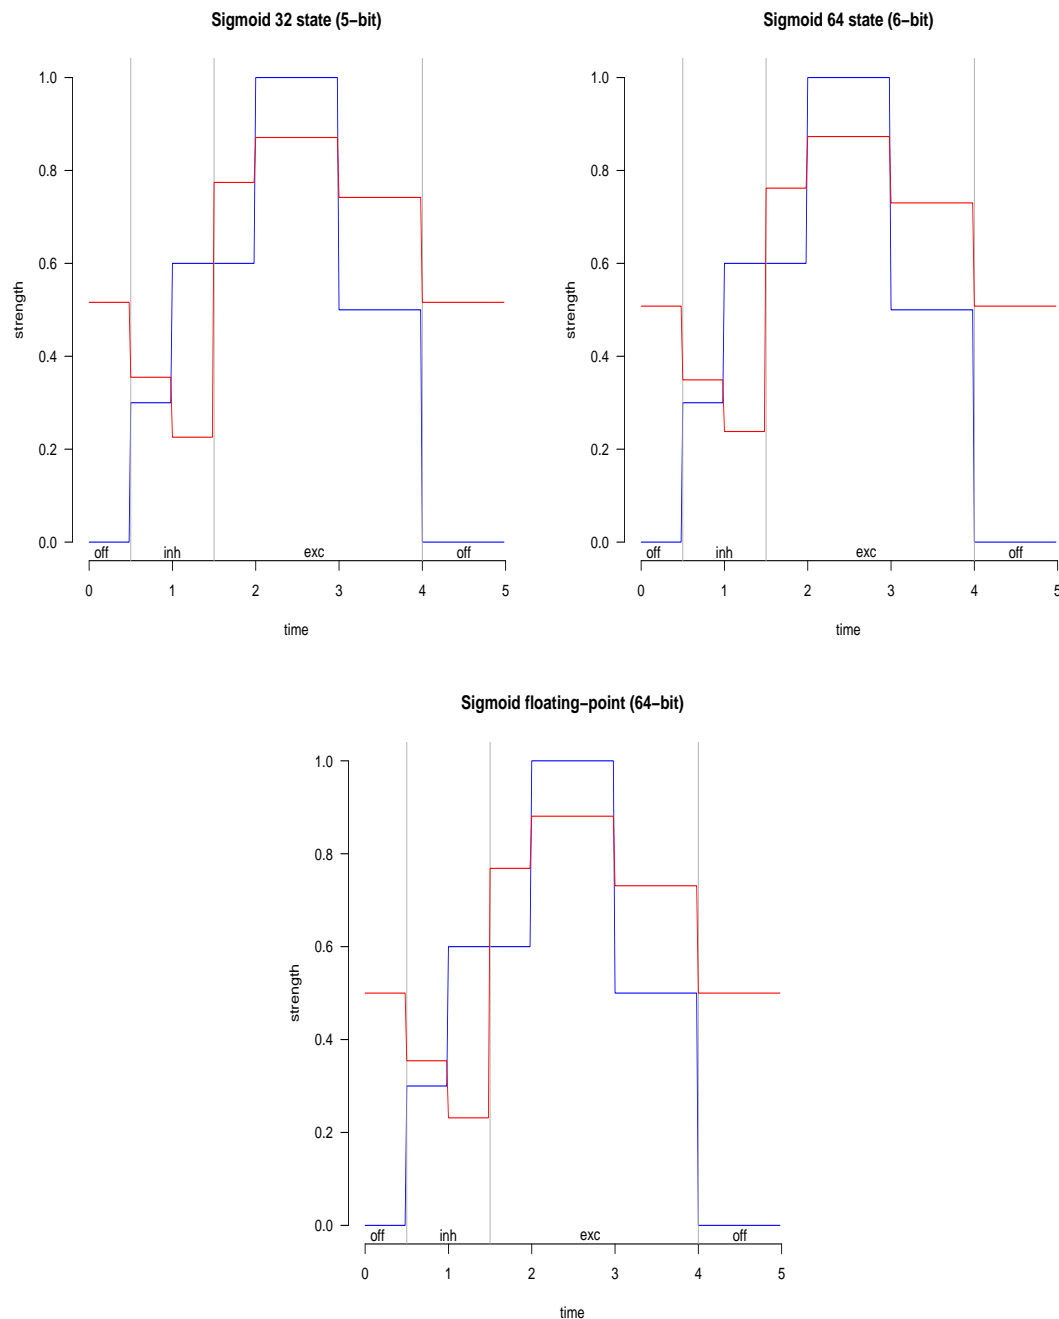 Sigmoid 32 state (5−bit)
strength
1.0
0.8
0.6
0.4
0.2
0.0
off inh exc off
0 1 2 3 4 5
time
Sigmoid 64 state (6−bit)
strength
1.0
0.8
0.6
0.4
0.2
0.0
off inh exc off
0 1 2 3 4 5
time
Sigmoid floating−point (64−bit)
strength
1.0
0.8
0.6
0.4
0.2
0.0
off inh exc off
0 1 2 3 4 5
time